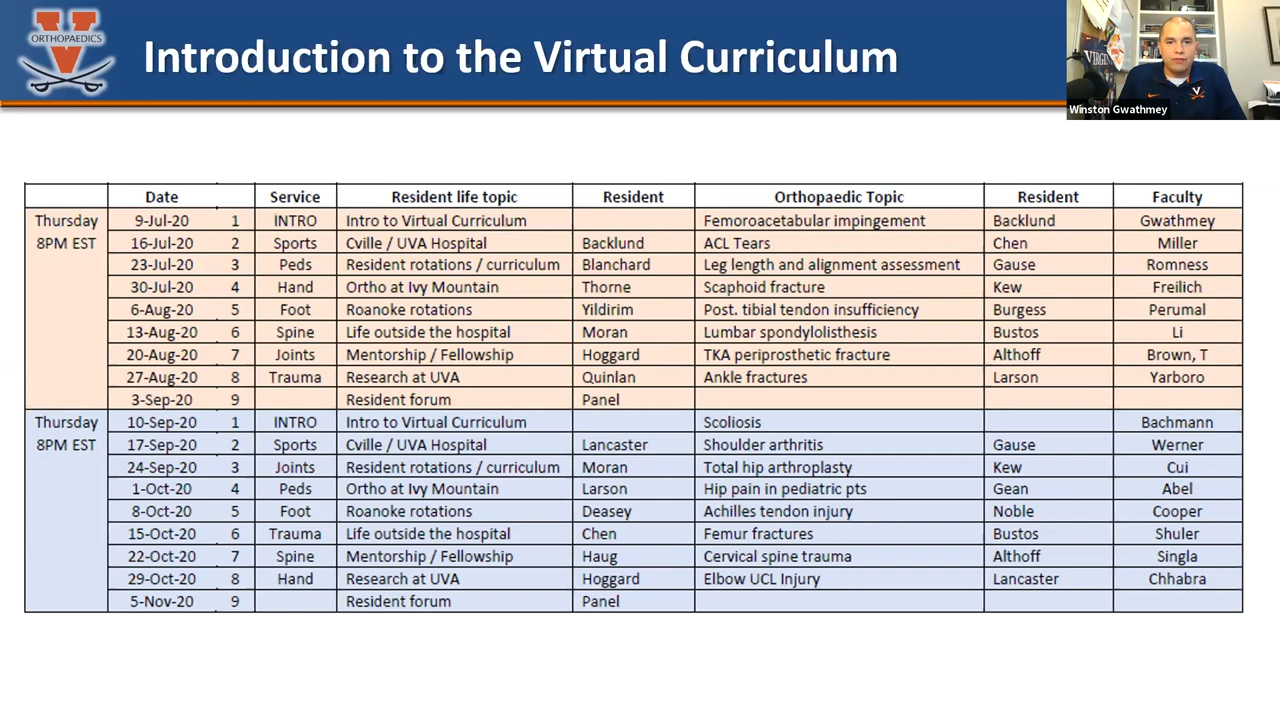 V
ORTHOPAEDICS
Introduction to the Virtual Curriculum
VIRGIN
V
Winston Gwathmey
Date Service Resident life topic Resident Orthopaedic Topic Resident Faculty
Thursday 9-Jul-20 1 INTRO Intro to Virtual Curriculum Femoroacetabular impingement Backlund Gwathmey
8PM EST 16-Jul-20 2 Sports Cville / UVA Hospital Backlund ACL Tears Chen Miller
23-Jul-20 3 Peds Resident rotations / curriculum Blanchard Leg length and alignment assessment Gause Romness
30-Jul-20 4 Hand Ortho at Ivy Mountain Thorne Scaphoid fracture Kew Freilich
6-Aug-20 5 Foot Roanoke rotations Yildirim Post. tibial tendon insufficiency Burgess Perumal
13-Aug-20 6 Spine Life outside the hospital Moran Lumbar spondylolisthesis Bustos Li
20-Aug-20 7 Joints Mentorship / Fellowship Hoggard TKA periprosthetic fracture Althoff Brown, T
27-Aug-20 8 Trauma Research at UVA Quinlan Ankle fractures Larson Yarboro
3-Sep-20 9 Resident forum Panel
Thursday 10-Sep-20 1 INTRO Intro to Virtual Curriculum Scoliosis Bachmann
8PM EST 17-Sep-20 2 Sports Cville / UVA Hospital Lancaster Shoulder arthritis Gause Werner
24-Sep-20 3 Joints Resident rotations / curriculum Moran Total hip arthroplasty Kew Cui
1-Oct-20 4 Peds Ortho at Ivy Mountain Larson Hip pain in pediatric pts Gean Abel
8-Oct-20 5 Foot Roanoke rotations Deasey Achilles tendon injury Noble Cooper
15-Oct-20 6 Trauma Life outside the hospital Chen Femur fractures Bustos Shuler
22-Oct-20 7 Spine Mentorship / Fellowship Haug Cervical spine trauma Althoff Singla
29-Oct-20 8 Hand Research at UVA Hoggard Elbow UCL Injury Lancaster Chhabra
5-Nov-20 9 Resident forum Panel